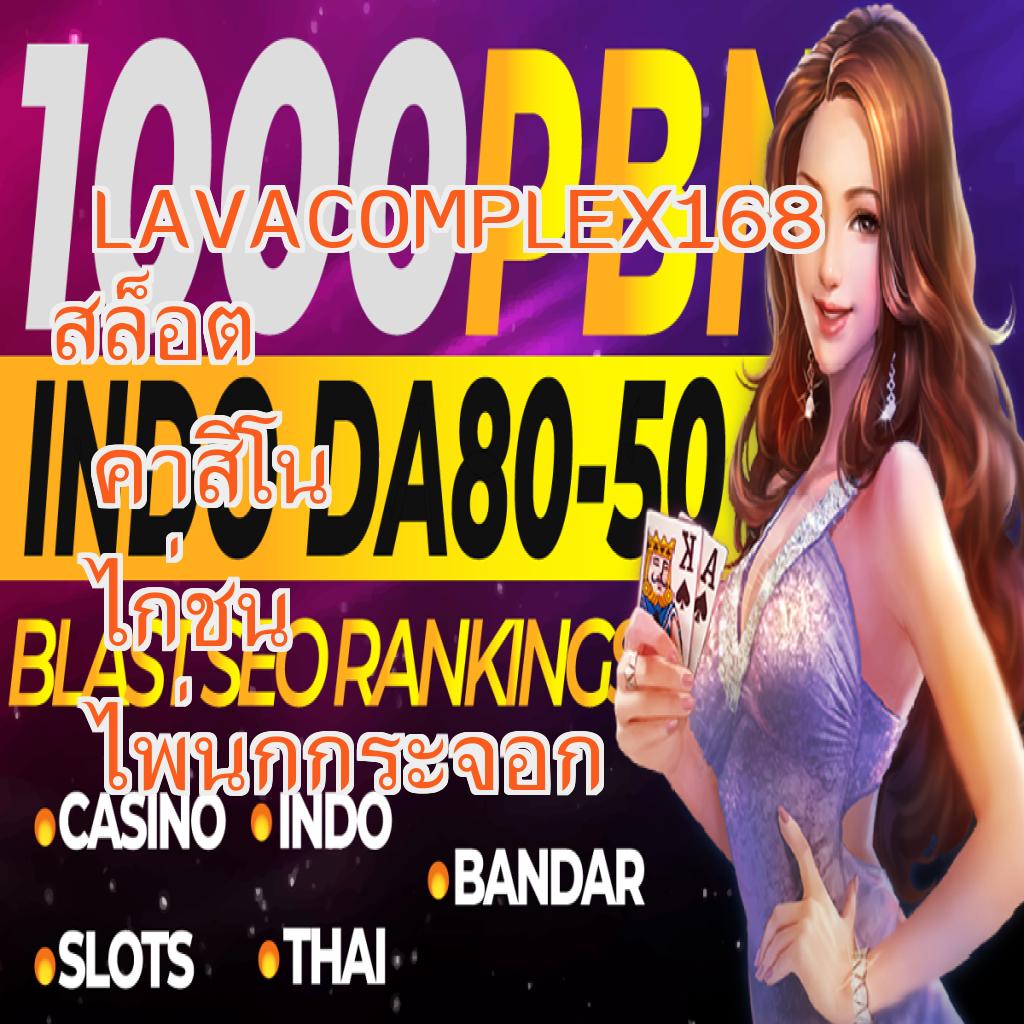 1000PBN
LAVACOMPLEX168
สล็อต
INDO DA80-50
คาสิโน
ไก่ชน
BLAST SEO RANKINGS
ไพ่นกกระจอก
•CASINO •INDO
•BANDAR
•SLOTS •THAI
K A